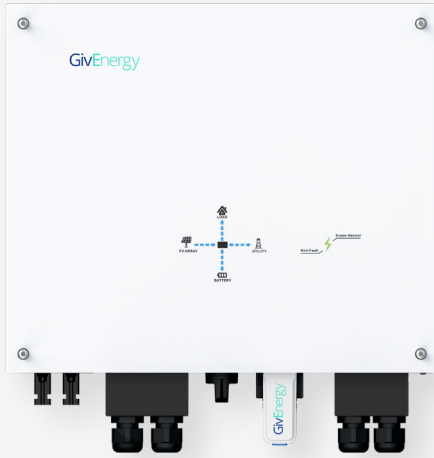 GivEnergy
LOAD
PV ARRAY
UTILITY
BATTERY
Green:Normal
Red:Fault
GivEnergy